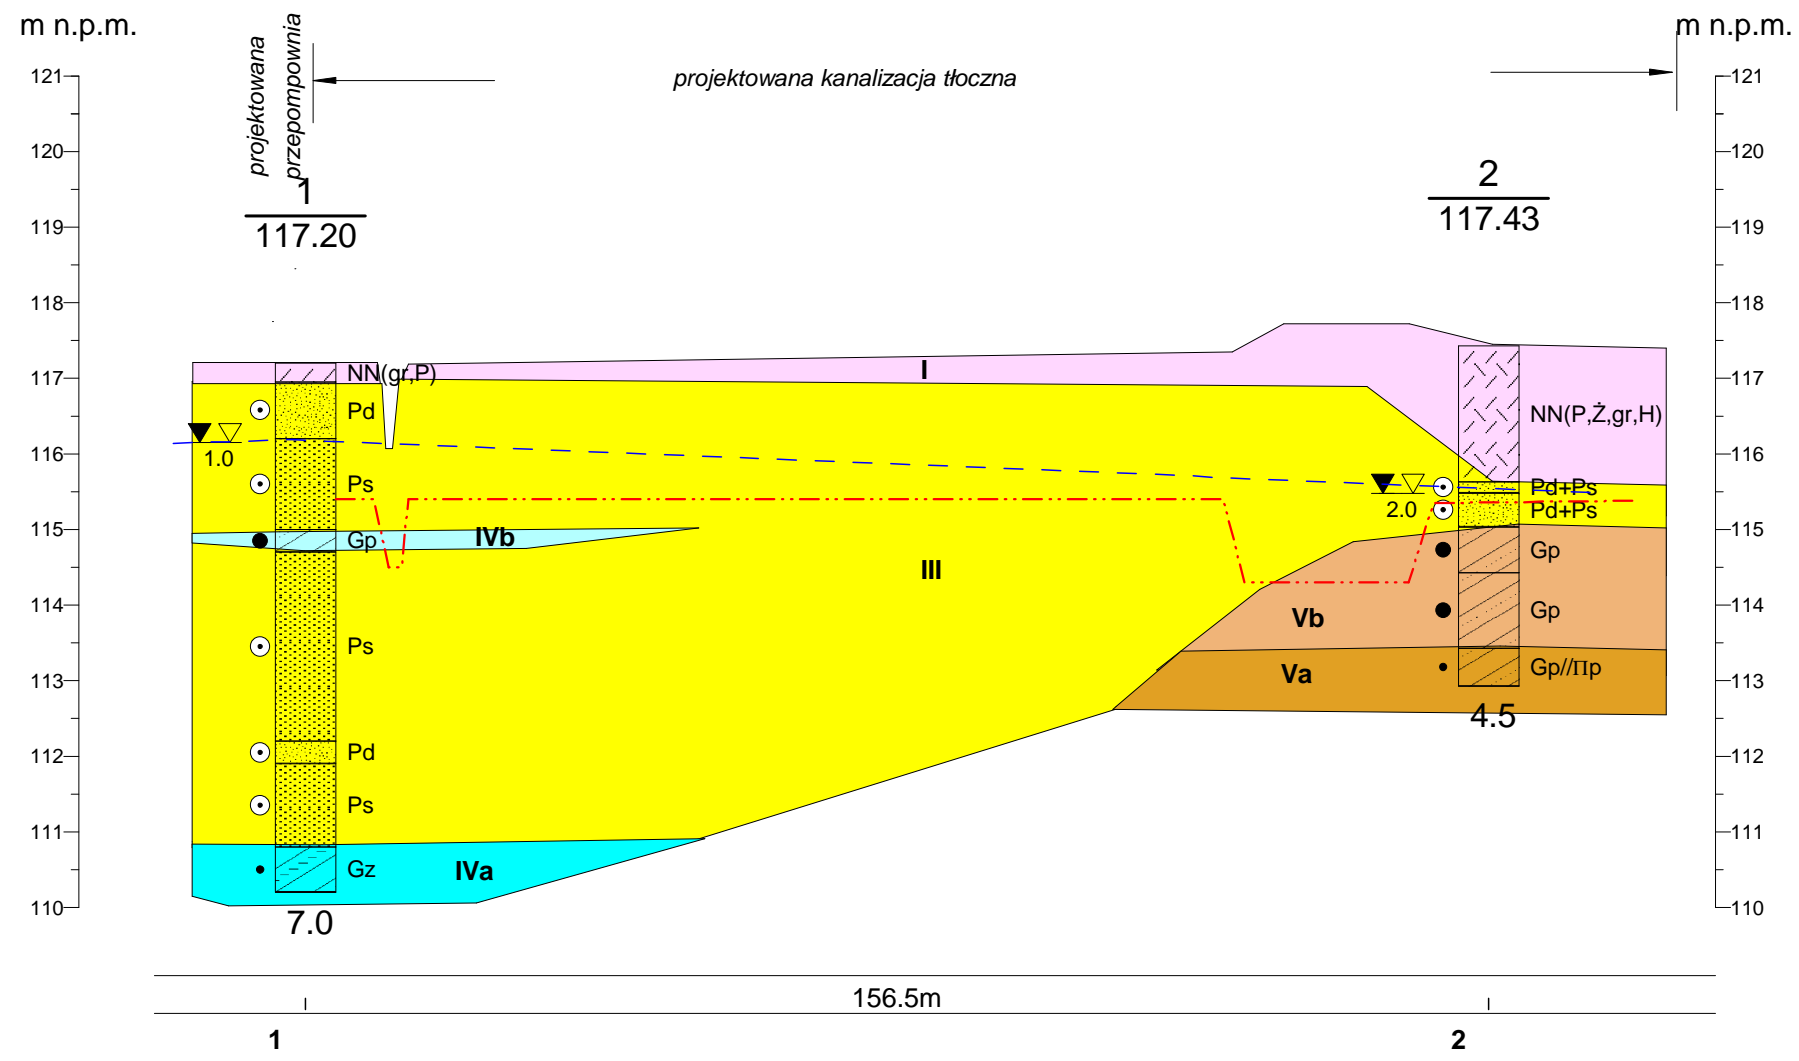 m n.p.m.
m n.p.m.
projektowana
przepompownia
projektowana kanalizacja tłoczna
121
120
119
118
117
116
115
114
113
112
111
110
121
120
119
118
117
116
115
114
113
112
111
110
1
117.20
2
117.43
NN(gr,P)
Pd
1.0
Ps
Gp
Ps
Pd
Ps
Gz
7.0
I
IVb
III
IVa
Vb
Va
NN(P,Ż,gr,H)
Pd+Ps
2.0
Pd+Ps
Gp
Gp
Gp//Πp
4.5
156.5m
1
2